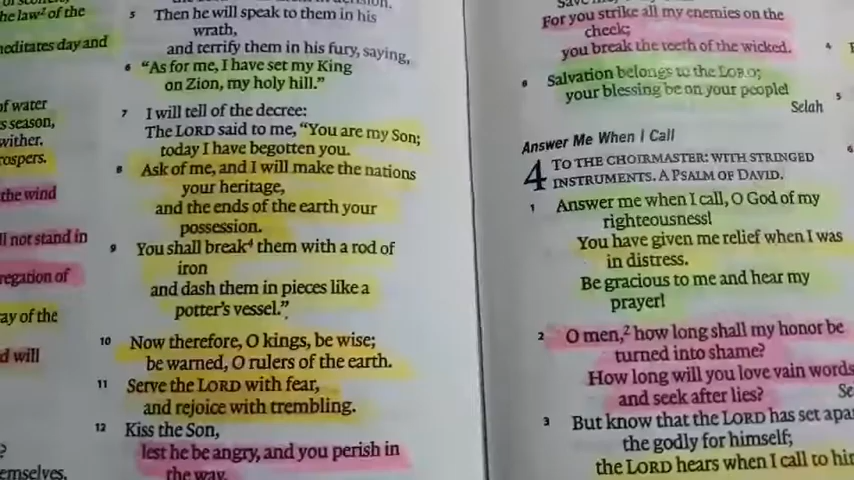 the law² of the
meditates day and
of water
s season,
wither.
rospers.
the wind
ll not stand in
regation of
ay of the
d will
?
emselves,
5 Then he will speak to them in his
wrath,
and terrify them in his fury, saying,
6 “As for me, I have set my King
on Zion, my holy hill.”
7 I will tell of the decree:
The LORD said to me, “You are my Son;
today I have begotten you.
8 Ask of me, and I will make the nations
your heritage,
and the ends of the earth your
possession.
9 You shall break⁴ them with a rod of
iron
and dash them in pieces like a
potter’s vessel.”
10 Now therefore, O kings, be wise;
be warned, O rulers of the earth.
11 Serve the LORD with fear,
and rejoice with trembling.
12 Kiss the Son,
lest he be angry, and you perish in
the way,
For you strike all my enemies on the
cheek;
you break the teeth of the wicked.
8 Salvation belongs to the LORD;
your blessing be on your people!
Selah
Answer Me When I Call
4 TO THE CHOIRMASTER: WITH STRINGED
INSTRUMENTS. A PSALM OF DAVID.
1 Answer me when I call, O God of my
righteousness!
You have given me relief when I was
in distress.
Be gracious to me and hear my
prayer!
2 O men,² how long shall my honor be
turned into shame?
How long will you love vain words
and seek after lies?
Se
3 But know that the LORD has set apar
the godly for himself;
the LORD hears when I call to hi
4
5
6